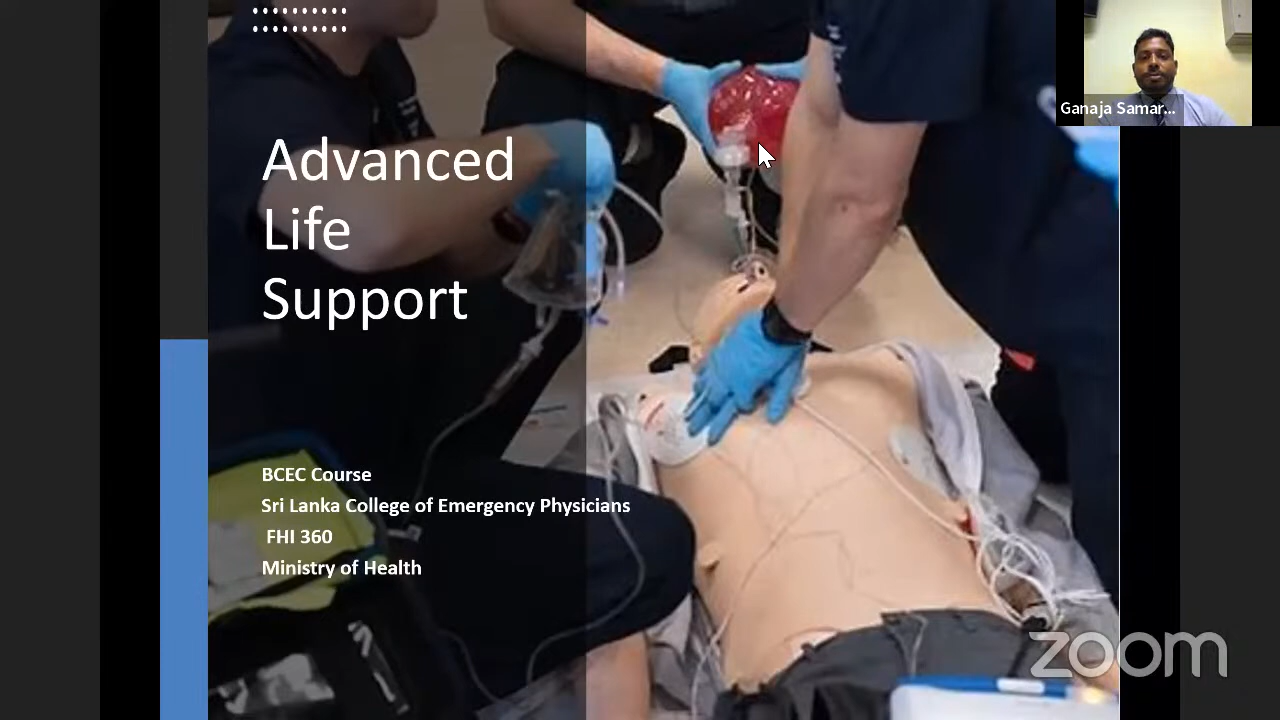 Ganaja Samar...
Advanced
Life
Support
BCEC Course
Sri Lanka College of Emergency Physicians
FHI 360
Ministry of Health
zoom